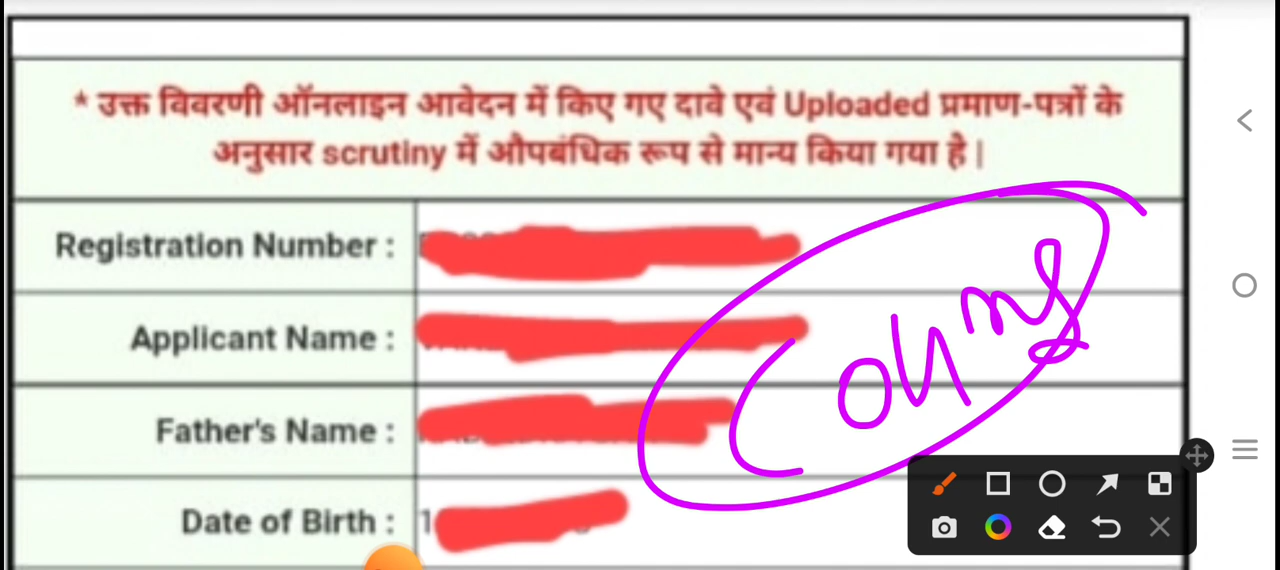 * उक्त विवरणी ऑनलाइन आवेदन में किए गए दावे एवं Uploaded प्रमाण-पत्रों के
अनुसार scrutiny में औपबंधिक रूप से मान्य किया गया है |
Registration Number :
Applicant Name :
Father's Name :
Date of Birth : 1